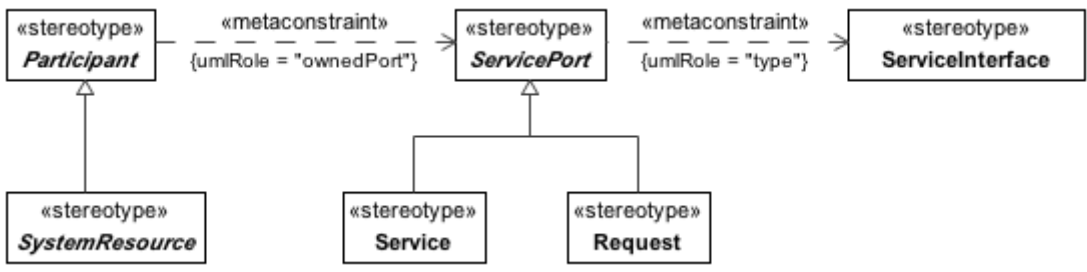 «stereotype»
Participant
«metaconstraint»
{umlRole = "ownedPort"}
«stereotype»
ServicePort
«metaconstraint»
{umlRole = "type"}
«stereotype»
ServiceInterface
«stereotype»
SystemResource
«stereotype»
Service
«stereotype»
Request